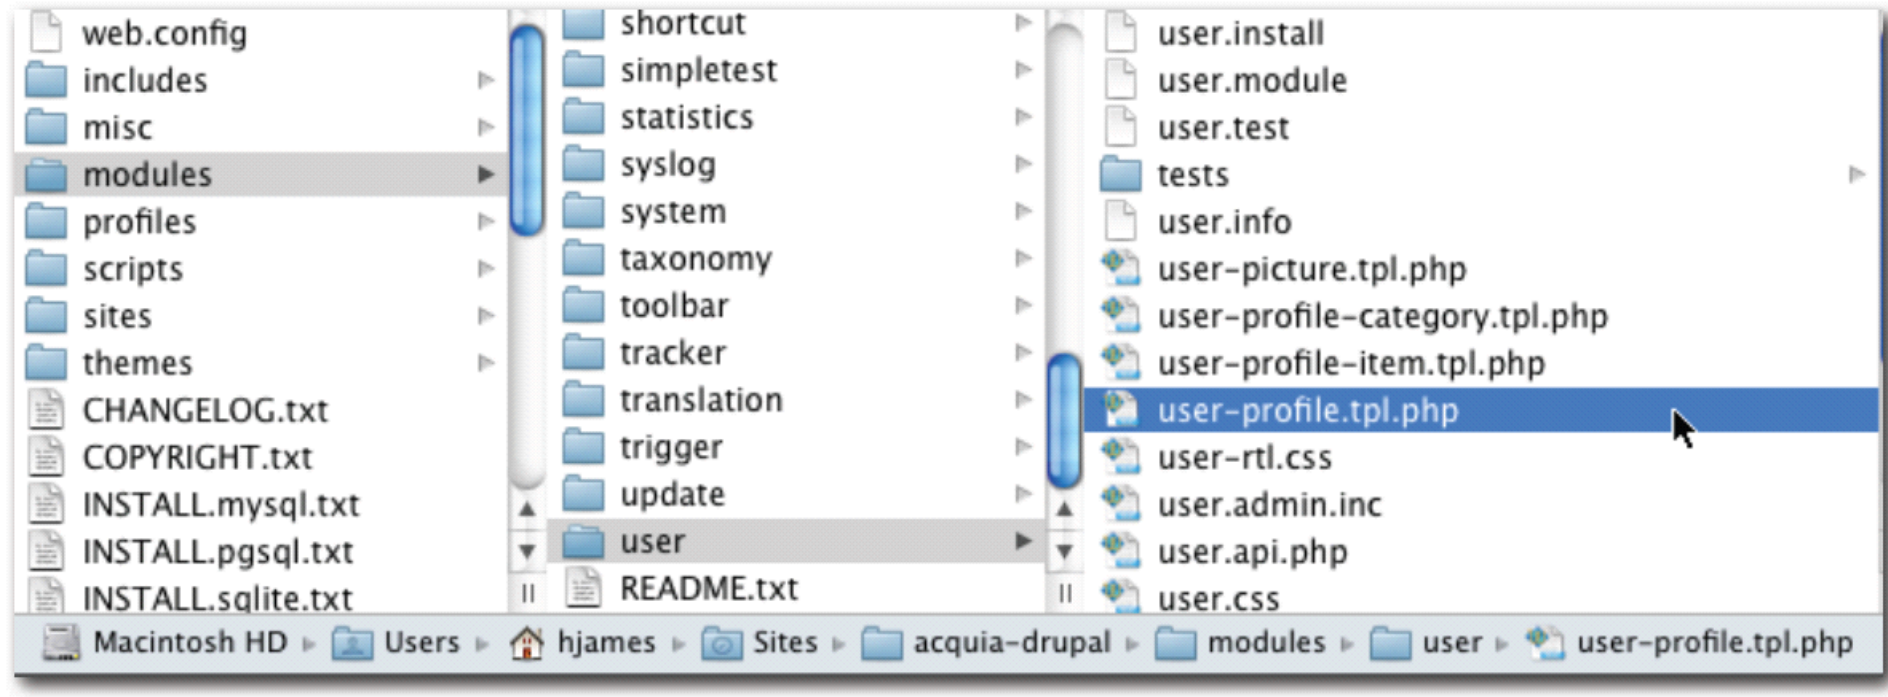 web.config
includes
misc
modules
profiles
scripts
sites
themes
CHANGELOG.txt
COPYRIGHT.txt
INSTALL.mysql.txt
INSTALL.pgsql.txt
INSTALL.sqlite.txt
shortcut
simpletest
statistics
syslog
system
taxonomy
toolbar
tracker
translation
trigger
update
user
README.txt
user.install
user.module
user.test
tests
user.info
user-picture.tpl.php
user-profile-category.tpl.php
user-profile-item.tpl.php
user-profile.tpl.php
user-rtl.css
user.admin.inc
user.api.php
user.css
Macintosh HD Users hjames Sites acquia-drupal modules user user-profile.tpl.php